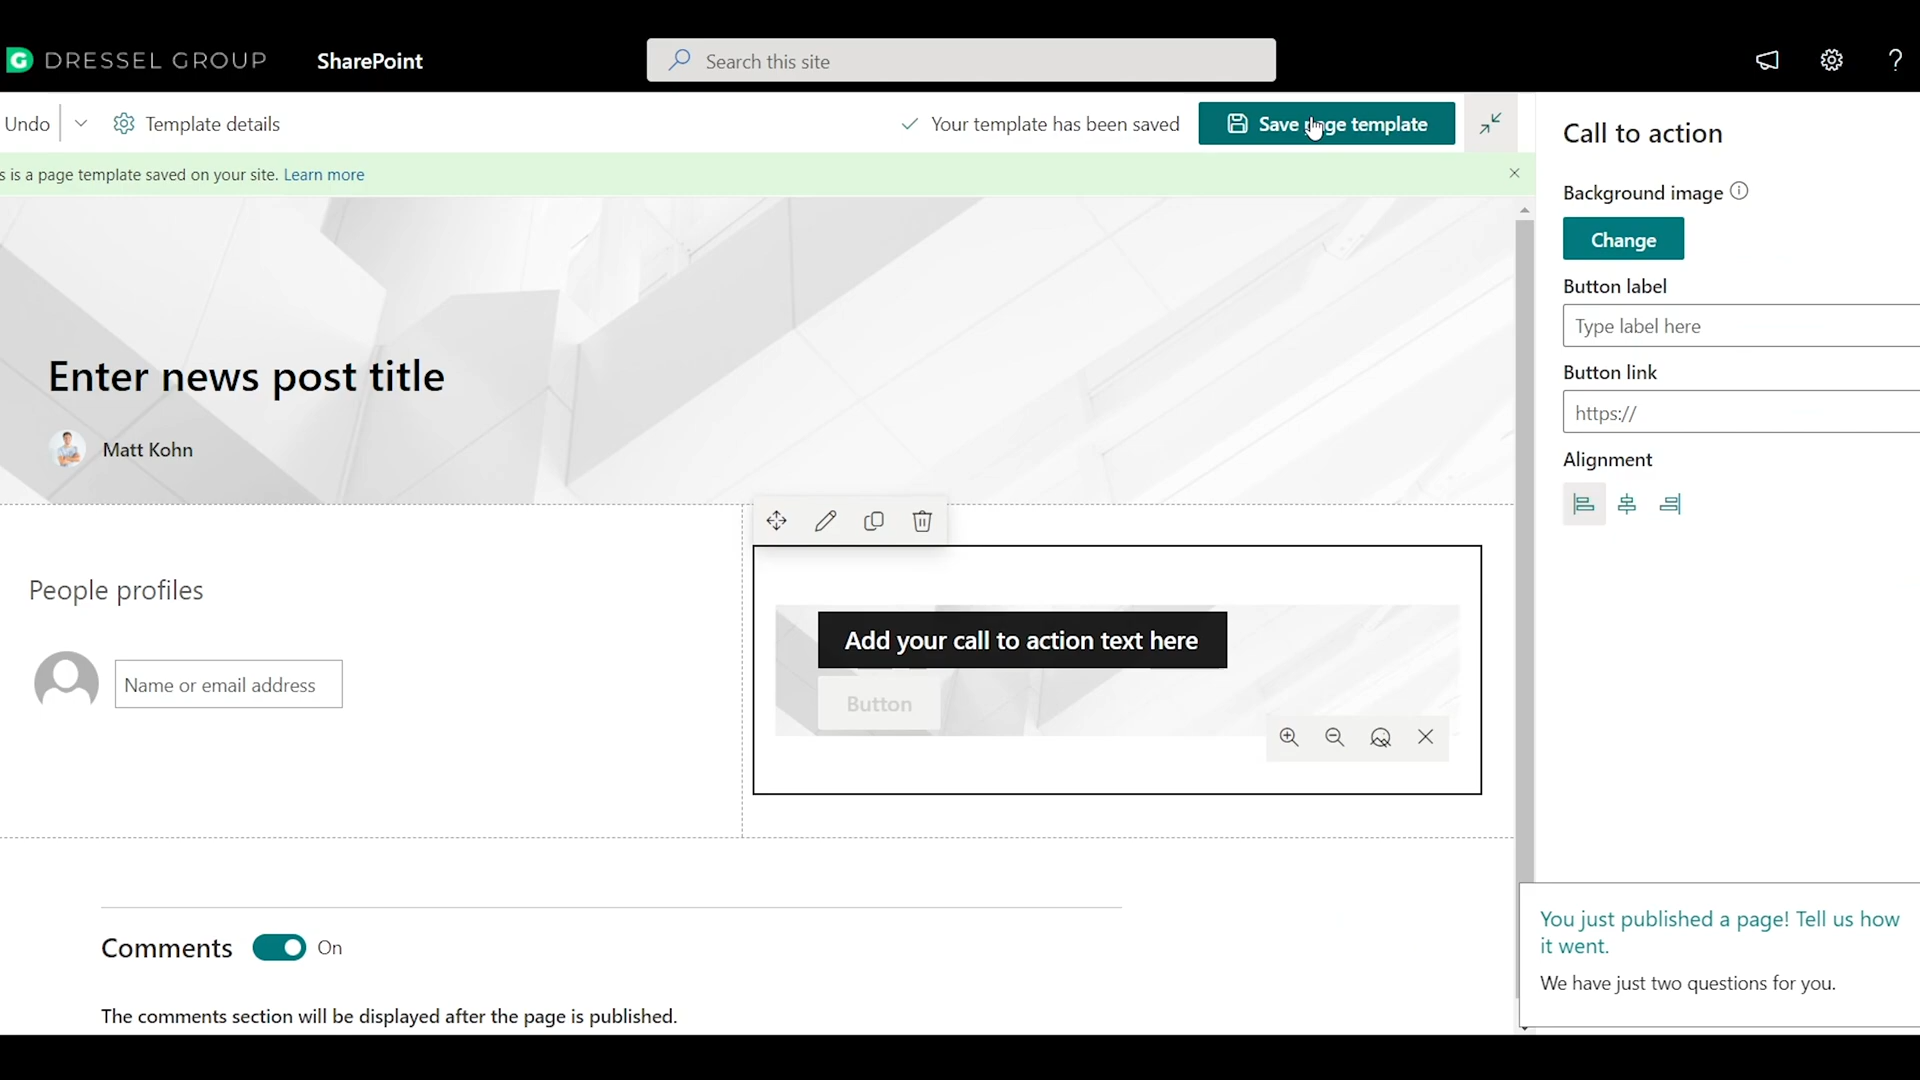 DRESSEL GROUP
SharePoint
Search this site
?
Undo
Template details
Your template has been saved
Save page template
s is a page template saved on your site. Learn more
Call to action
Background image
Change
Button label
Type label here
Button link
https://
Alignment
Enter news post title
Matt Kohn
People profiles
Name or email address
Add your call to action text here
Button
Comments
On
The comments section will be displayed after the page is published.
You just published a page! Tell us how
it went.
We have just two questions for you.